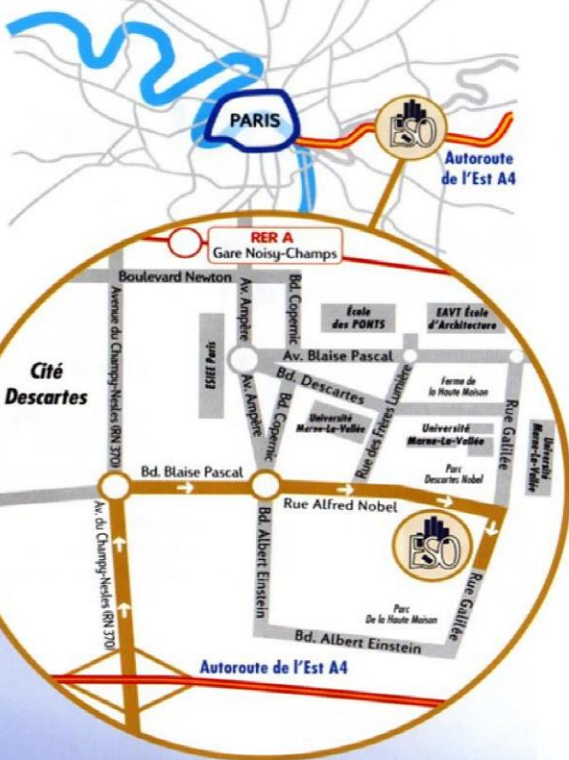 PARIS
ESO
Autoroute
de l'Est A4
RER A
Gare Noisy-Champs
Boulevard Newton
Avenue du Champy-Nesles (RN 370)
Av. Ampère
Bd. Copernic
École
des PONTS
EAVT École
d'Architecture
ESIEE Paris
Av. Blaise Pascal
Cité
Descartes
Bd. Descartes
Av. Ampère
Bd. Copernic
Rue des Frères Lumière
Ferme de
la Haute Maison
Rue Galilée
Université
Marne-La-Vallée
Université
Marne-La-Vallée
Université
Marne-La-Vallée
Parc
Descartes Nobel
Bd. Blaise Pascal
Rue Alfred Nobel
Av. du Champy-Nesles (RN 370)
Bd. Albert Einstein
ESO
Rue Galilée
Parc
De la Haute Maison
Bd. Albert Einstein
Autoroute de l'Est A4